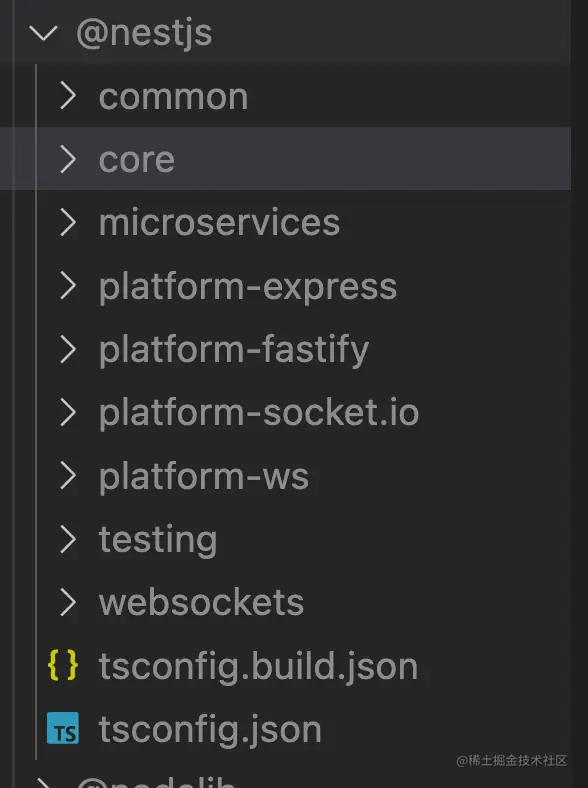 @nestjs
common
core
microservices
platform-express
platform-fastify
platform-socket.io
platform-ws
testing
websockets
{} tsconfig.build.json
TS tsconfig.json
@稀土掘金技术社区
@nodelib